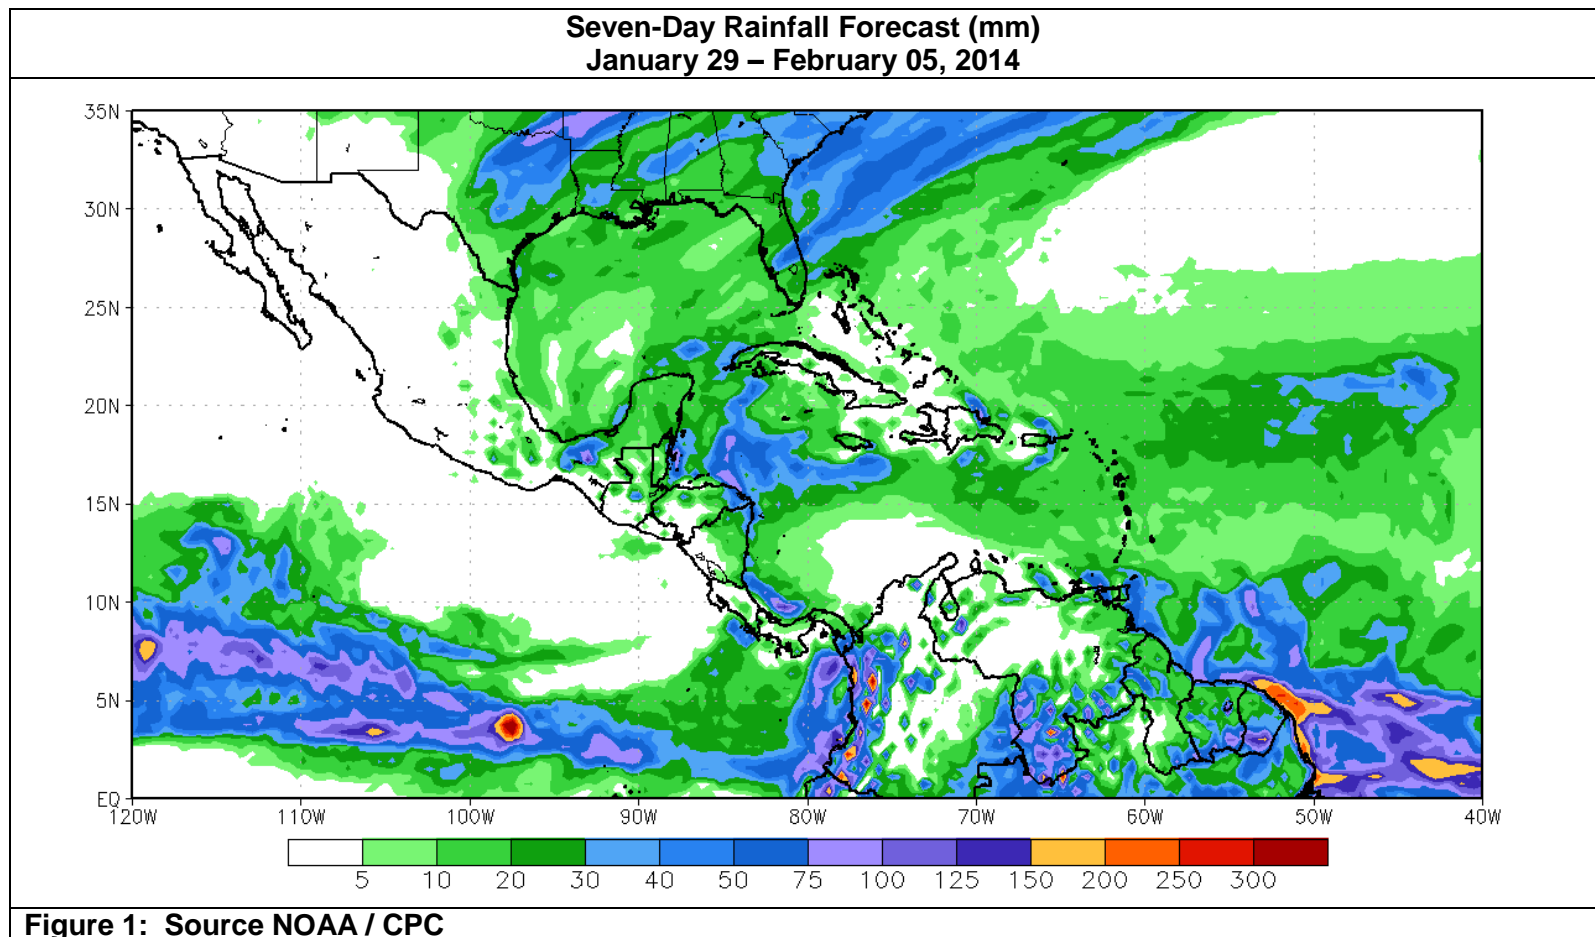 Seven-Day Rainfall Forecast (mm)
January 29 – February 05, 2014
35N
30N
25N
20N
15N
10N
5N
EQ
120W 110W 100W 90W 80W 70W 60W 50W 40W
5 10 20 30 40 50 75 100 125 150 200 250 300
Figure 1: Source NOAA / CPC